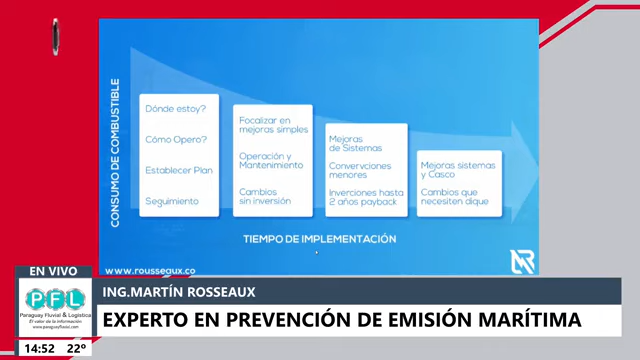 CONSUMO DE COMBUSTIBLE
Dónde estoy?
Cómo Opero?
Establecer Plan
Seguimiento
Focalizar en
mejoras simples
Operación y
Mantenimiento
Cambios
sin inversión
Mejoras
de Sistemas
Convervciones
menores
Inverciones hasta
2 años payback
Mejoras sistemas
y Casco
Cambios que
necesiten dique
TIEMPO DE IMPLEMENTACIÓN
www.rousseaux.co
NR
EN VIVO
PFL
Paraguay Fluvial & Logística
El valor de la información
www.paraguayfluvial.com
ING.MARTÍN ROSSEAUX
EXPERTO EN PREVENCIÓN DE EMISIÓN MARÍTIMA
14:52 22°